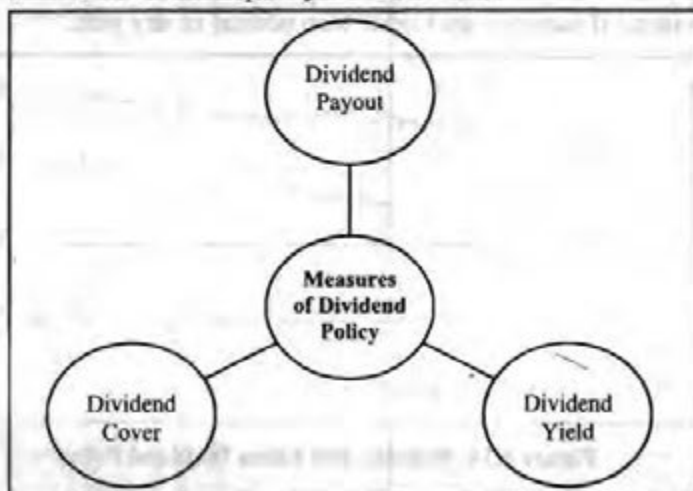 Dividend
Payout
Measures
of Dividend
Policy
Dividend
Cover
Dividend
Yield